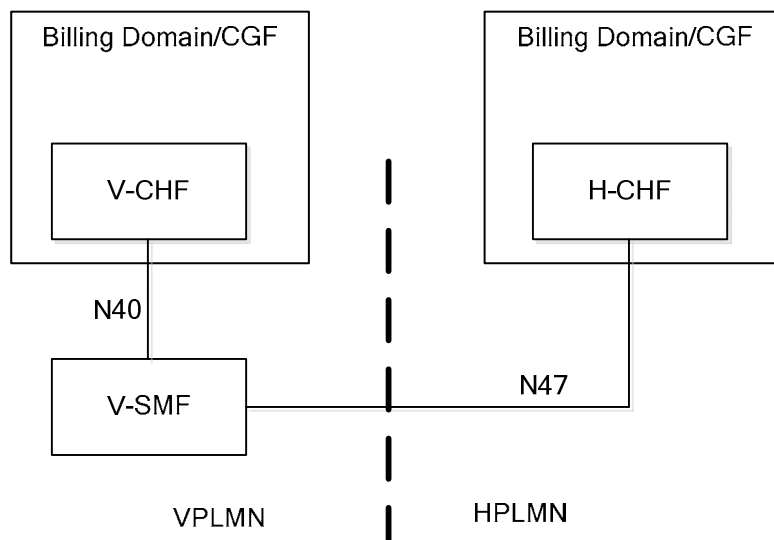 Billing Domain/CGF
Billing Domain/CGF
V-CHF
H-CHF
N40
V-SMF
N47
VPLMN
HPLMN